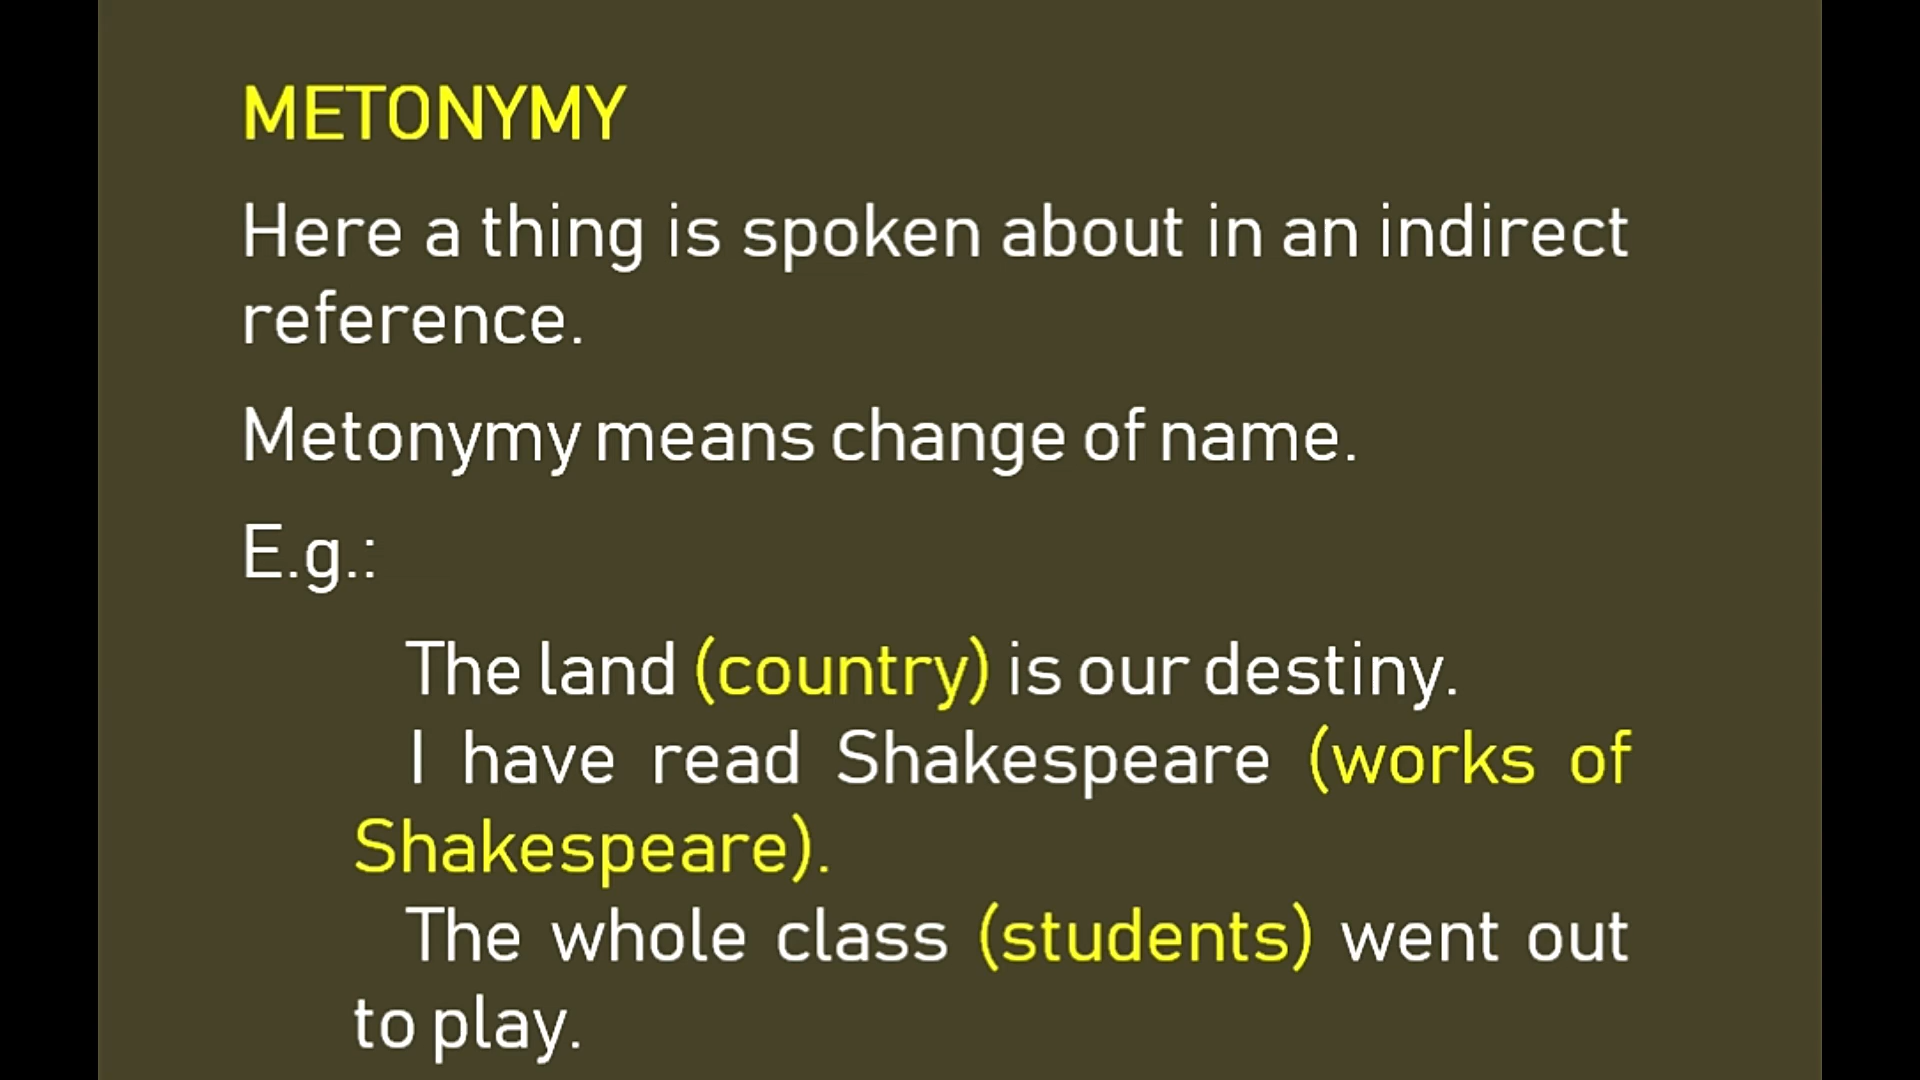 METONYMY
Here a thing is spoken about in an indirect
reference.
Metonymy means change of name.
E.g.:
The land (country) is our destiny.
I have read Shakespeare (works of
Shakespeare).
The whole class (students) went out
to play.